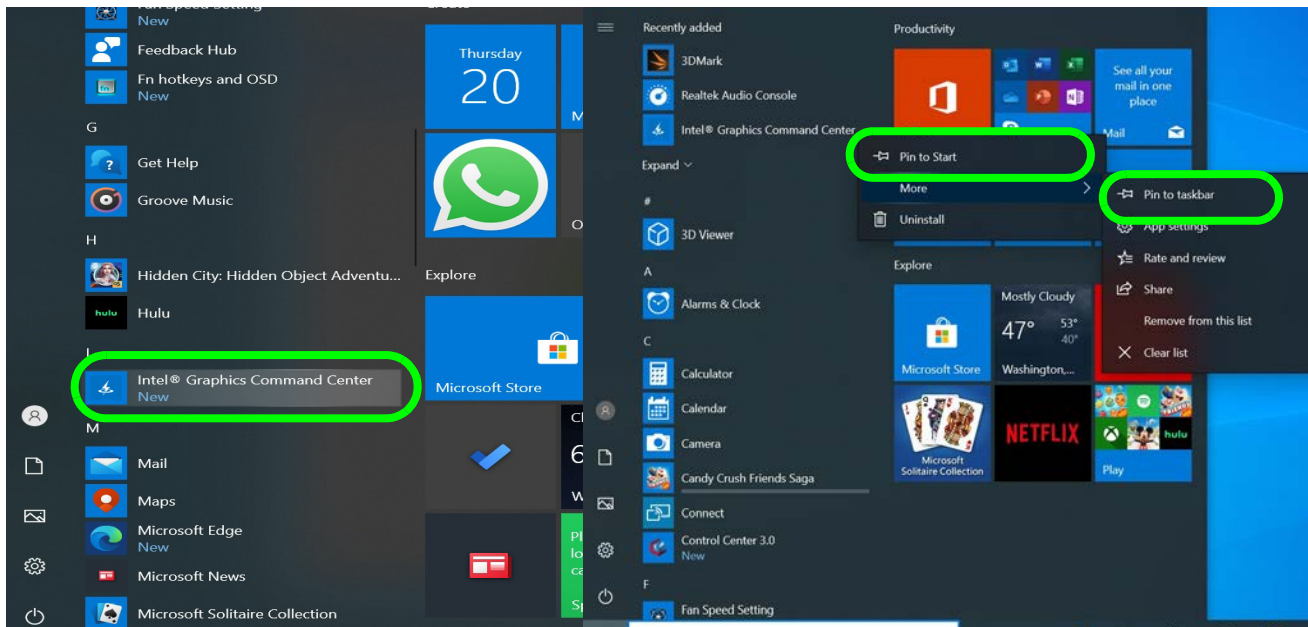 Fan Speed Setting
New
Feedback Hub
Fn hotkeys and OSD
New
G
Get Help
Groove Music
H
Hidden City: Hidden Object Adventu...
hulu
Hulu
I
Intel® Graphics Command Center
New
M
Mail
Maps
Microsoft Edge
New
Microsoft News
Microsoft Solitaire Collection
Create
Thursday
20
M
O
Explore
Microsoft Store
6
W
Recently added
3DMark
Realtek Audio Console
Intel® Graphics Command Center
Expand
#
3D Viewer
A
Alarms & Clock
C
Calculator
Calendar
Camera
Candy Crush Friends Saga
Connect
Control Center 3.0
New
F
Fan Speed Setting
Productivity
See all your
mail in one
place
Mail
Pin to Start
More
Uninstall
Pin to taskbar
App settings
Rate and review
Share
Remove from this list
Clear list
Explore
Microsoft Store
Mostly Cloudy
47° 53°
40°
Washington,...
Microsoft
Solitaire Collection
NETFLIX
hulu
Play